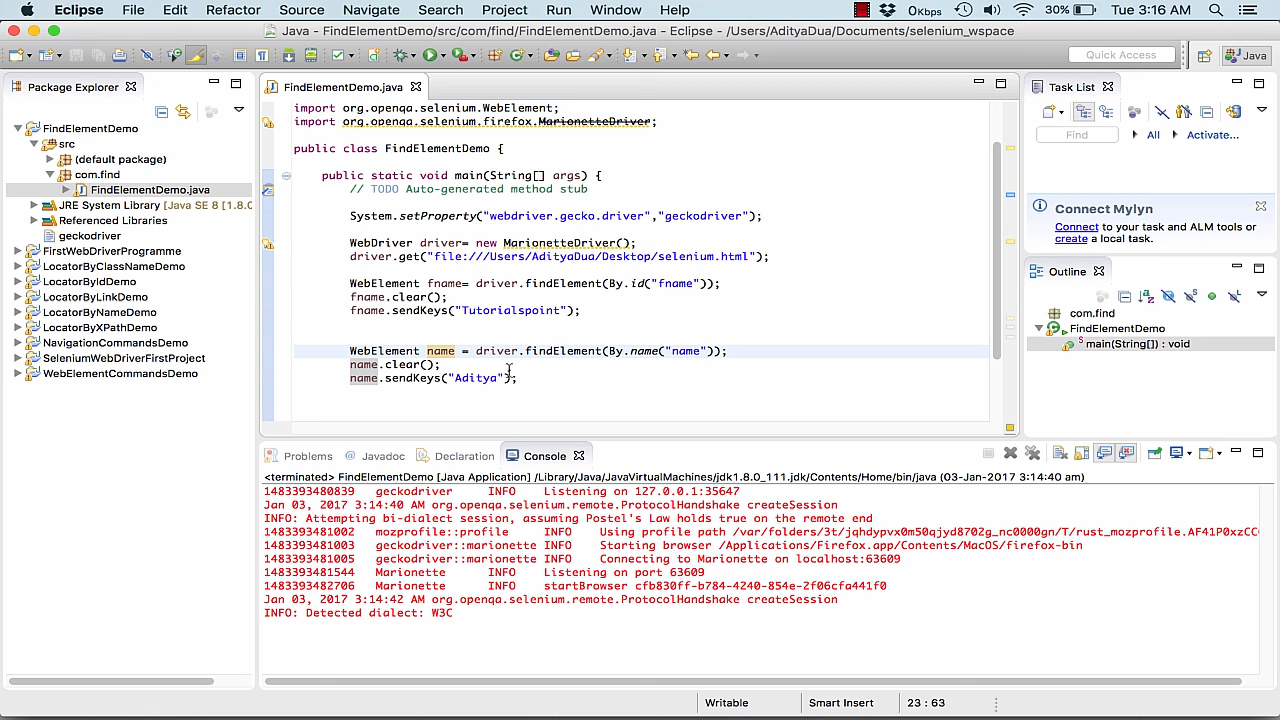 Eclipse File Edit Refactor Source Navigate Search Project Run Window Help 0Kbps 30% Tue 3:16 AM
Java - FindElementDemo/src/com/find/FindElementDemo.java - Eclipse - /Users/AdityaDua/Documents/selenium_wspace
Quick Access Java
Package Explorer
FindElementDemo
src
(default package)
com.find
FindElementDemo.java
JRE System Library [Java SE 8 [1.8.0
Referenced Libraries
geckodriver
FirstWebDriverProgramme
LocatorByClassNameDemo
LocatorByIdDemo
LocatorByLinkDemo
LocatorByNameDemo
LocatorByXPathDemo
NavigationCommandsDemo
SeleniumWebDriverFirstProject
WebElementCommandsDemo
FindElementDemo.java
import org.openqa.selenium.WebElement;
import org.openqa.selenium.firefox.MarionetteDriver;
public class FindElementDemo {
public static void main(String[] args) {
// TODO Auto-generated method stub
System.setProperty("webdriver.gecko.driver","geckodriver");
WebDriver driver= new MarionetteDriver();
driver.get("file:///Users/AdityaDua/Desktop/selenium.html");
WebElement fname= driver.findElement(By.id("fname"));
fname.clear();
fname.sendKeys("Tutorialspoint");
WebElement name = driver.findElement(By.name("name"));
name.clear();
name.sendKeys("Aditya");
Task List
Find All Activate...
Connect Mylyn
Connect to your task and ALM tools or
create a local task.
Outline
com.find
FindElementDemo
main(String[]) : void
Problems Javadoc Declaration Console
<terminated> FindElementDemo [Java Application] /Library/Java/JavaVirtualMachines/jdk1.8.0_111.jdk/Contents/Home/bin/java (03-Jan-2017 3:14:40 am)
1483393480839 geckodriver INFO Listening on 127.0.0.1:35647
Jan 03, 2017 3:14:40 AM org.openqa.selenium.remote.ProtocolHandshake createSession
INFO: Attempting bi-dialect session, assuming Postel's Law holds true on the remote end
1483393481002 mozprofile::profile INFO Using profile path /var/folders/3t/jqhdypvx0m50qjyd8702g_nc0000gn/T/rust_mozprofile.AF41P0xzCC
1483393481003 geckodriver::marionette INFO Starting browser /Applications/Firefox.app/Contents/MacOS/firefox-bin
1483393481005 geckodriver::marionette INFO Connecting to Marionette on localhost:63609
1483393481544 Marionette INFO Listening on port 63609
1483393482706 Marionette INFO startBrowser cfb830ff-b784-4240-854e-2f06cfa441f0
Jan 03, 2017 3:14:42 AM org.openqa.selenium.remote.ProtocolHandshake createSession
INFO: Detected dialect: W3C
Writable Smart Insert 23 : 63